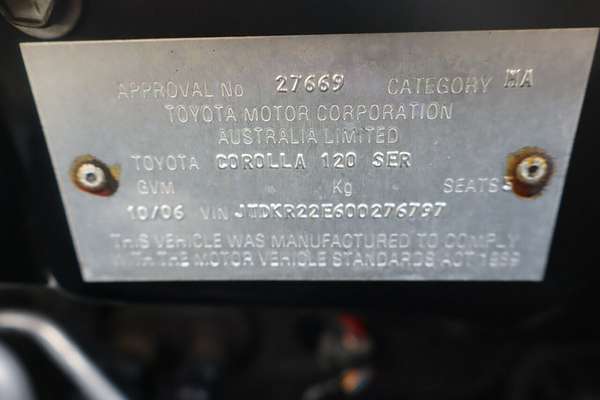 APPROVAL No 27669 CATEGORY MA
TOYOTA MOTOR CORPORATION
AUSTRALIA LIMITED
TOYOTA COROLLA 120 SER
GVM Kg SEATS 5
10/06 VIN JTDKR22E600276797
THIS VEHICLE WAS MANUFACTURED TO COMPLY
WITH THE MOTOR VEHICLE STANDARDS ACT 1989